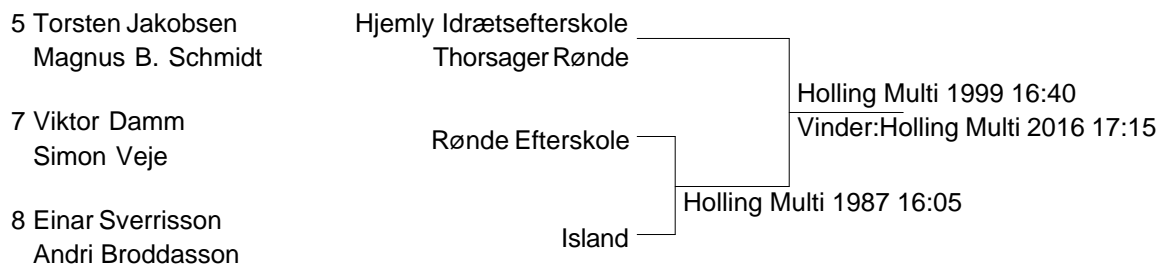 5 Torsten Jakobsen Hjemly Idrætsefterskole
Magnus B. Schmidt Thorsager Rønde
Holling Multi 1999 16:40
7 Viktor Damm Rønde Efterskole Vinder:Holling Multi 2016 17:15
Simon Veje
Holling Multi 1987 16:05
8 Einar Sverrisson Island
Andri Broddasson